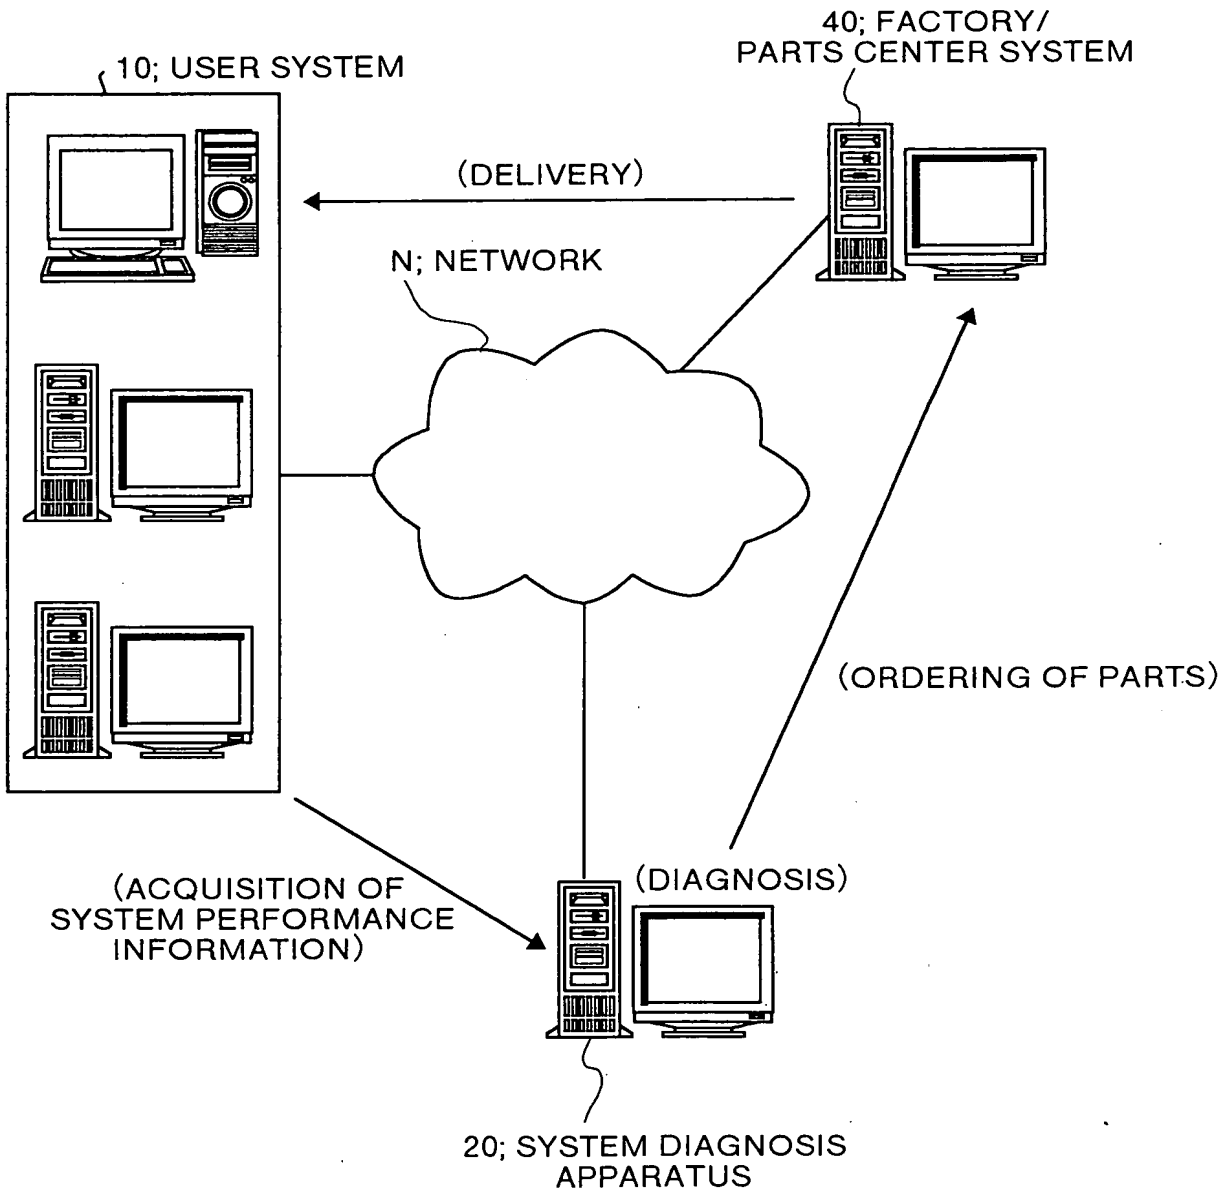 40; FACTORY/
PARTS CENTER SYSTEM
10; USER SYSTEM
(DELIVERY)
N; NETWORK
(ORDERING OF PARTS)
(DIAGNOSIS)
(ACQUISITION OF
SYSTEM PERFORMANCE
INFORMATION)
20; SYSTEM DIAGNOSIS
APPARATUS